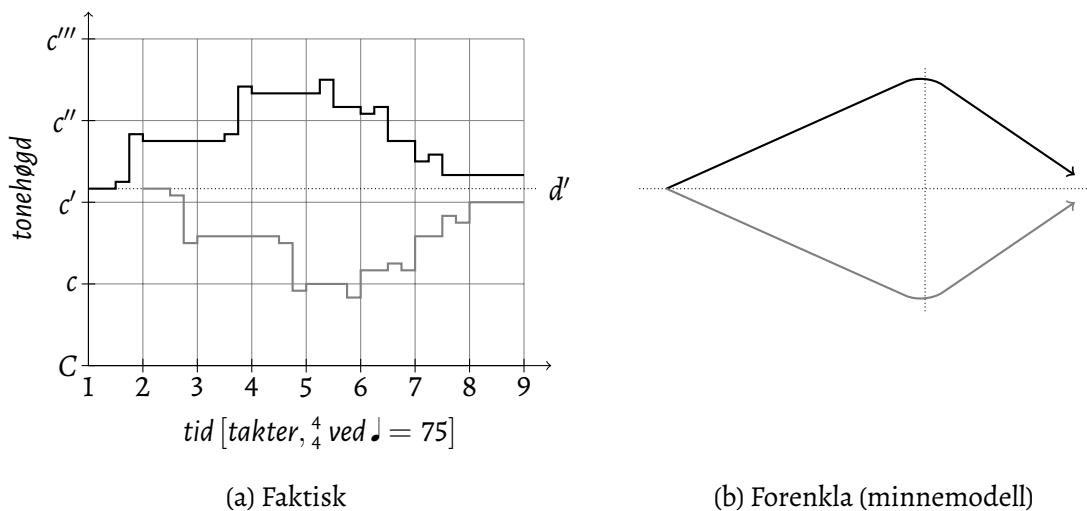 c′′′
c′′
c′
c
C
tonehøgd
d′
1 2 3 4 5 6 7 8 9
tid [takter, 4/4 ved ♩ = 75]
(a) Faktisk
(b) Forenkla (minnemodell)